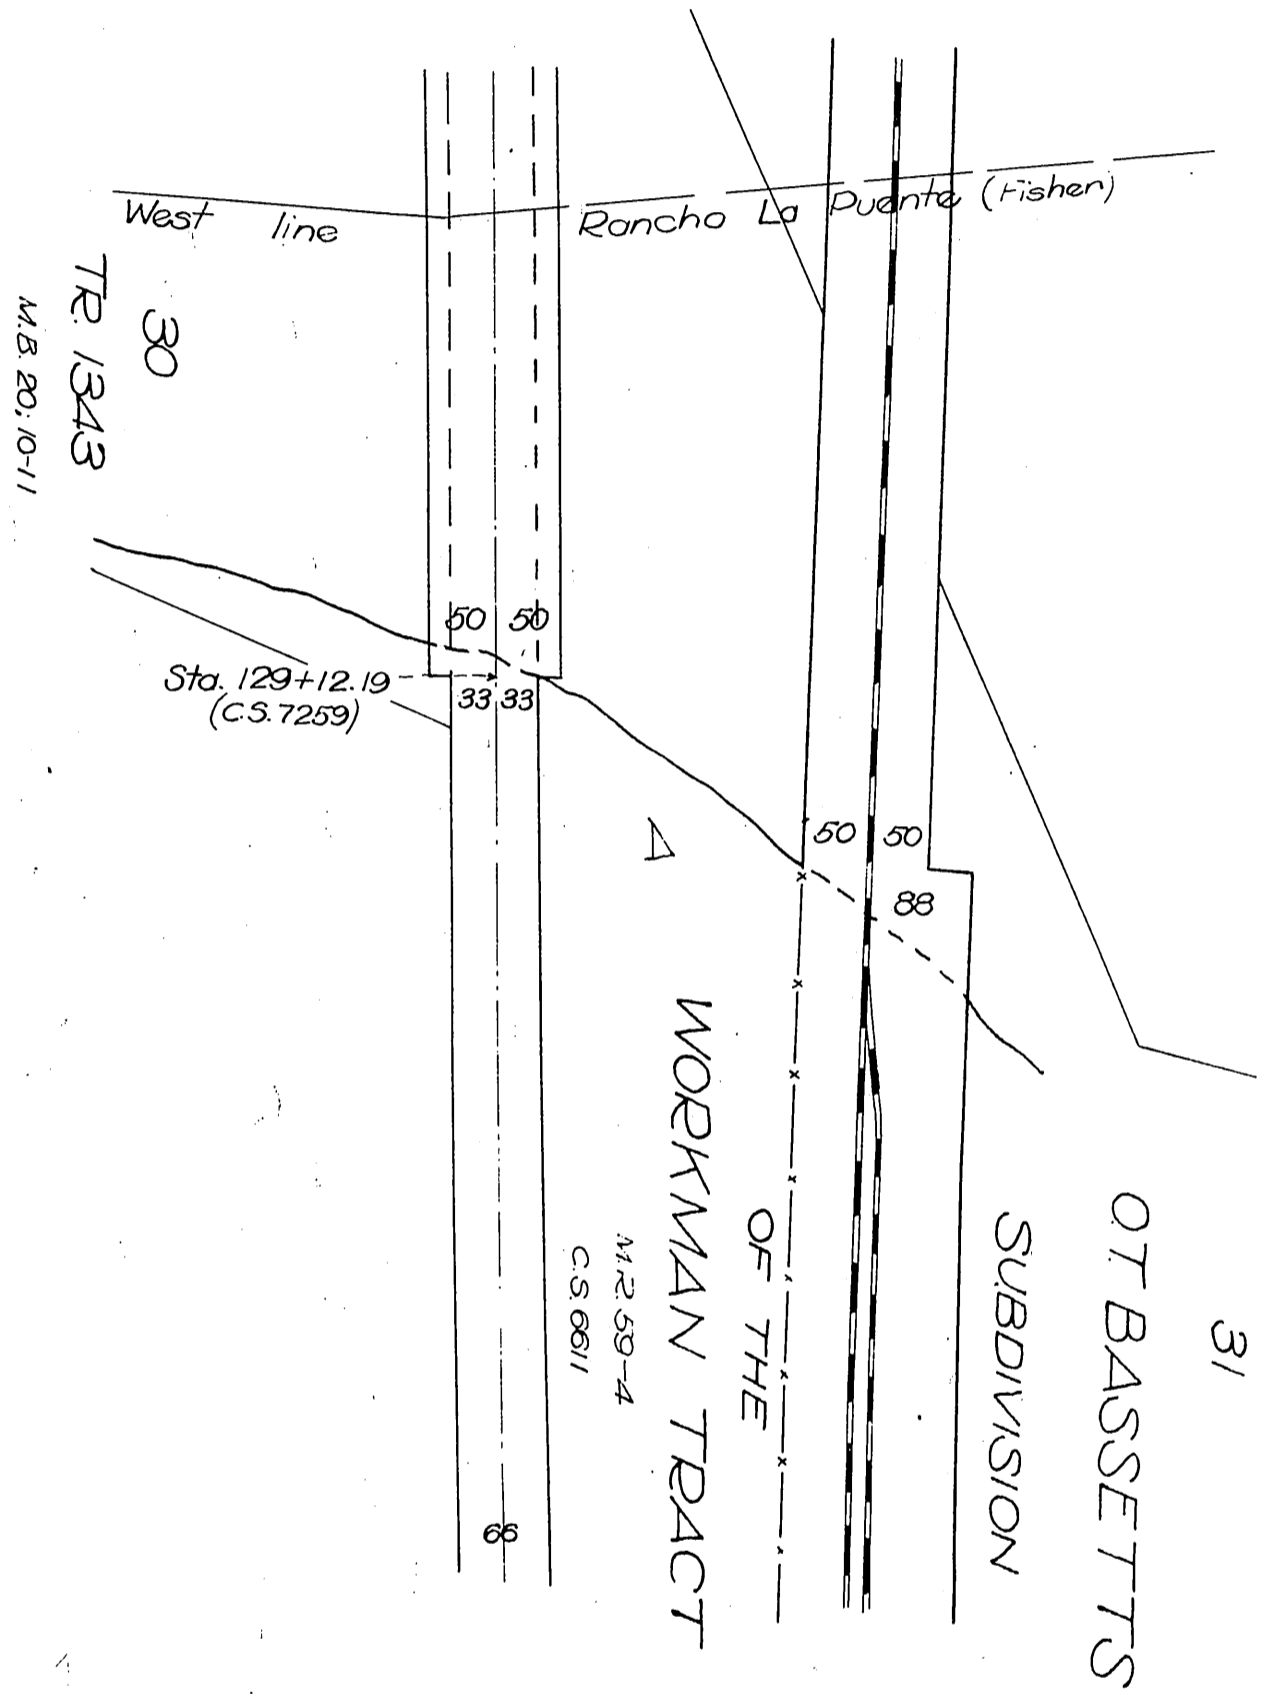 West line Rancho La Puente (Fisher)
30
TR. 1343
M.B. 20:10-11
50 50
Sta. 129+12.19
(C.S. 7259)
33 33
50 50
88
A
31
O.T. BASSETTS
SUBDIVISION
OF THE
WORKMAN TRACT
M.R. 59-4
C.S. 6611
66